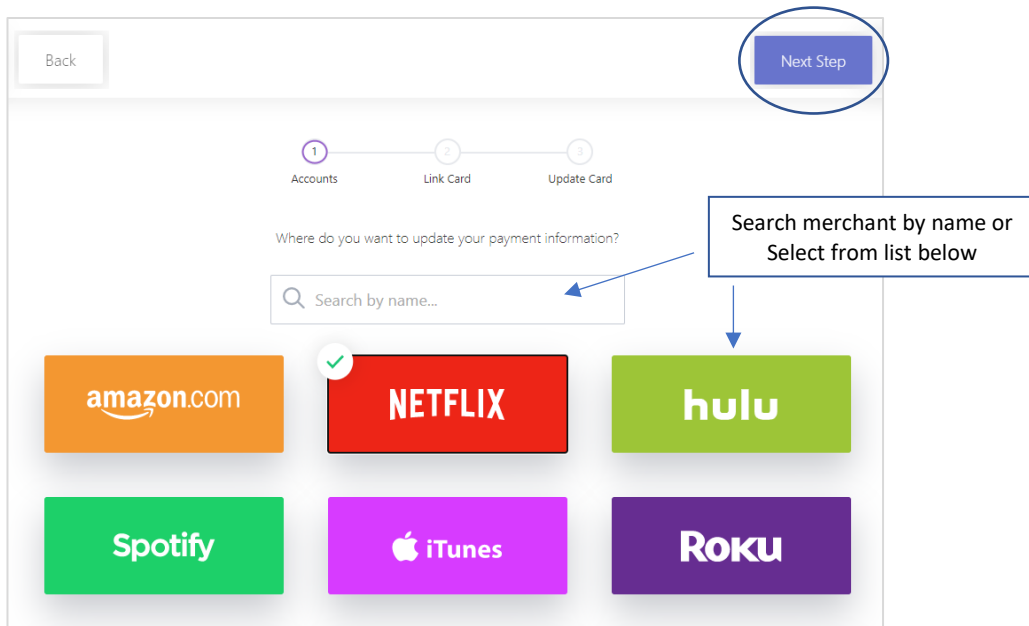 Back
Next Step
1
2
3
Accounts
Link Card
Update Card
Where do you want to update your payment information?
Search merchant by name or
Select from list below
Search by name...
amazon.com
NETFLIX
hulu
Spotify
iTunes
ROKU